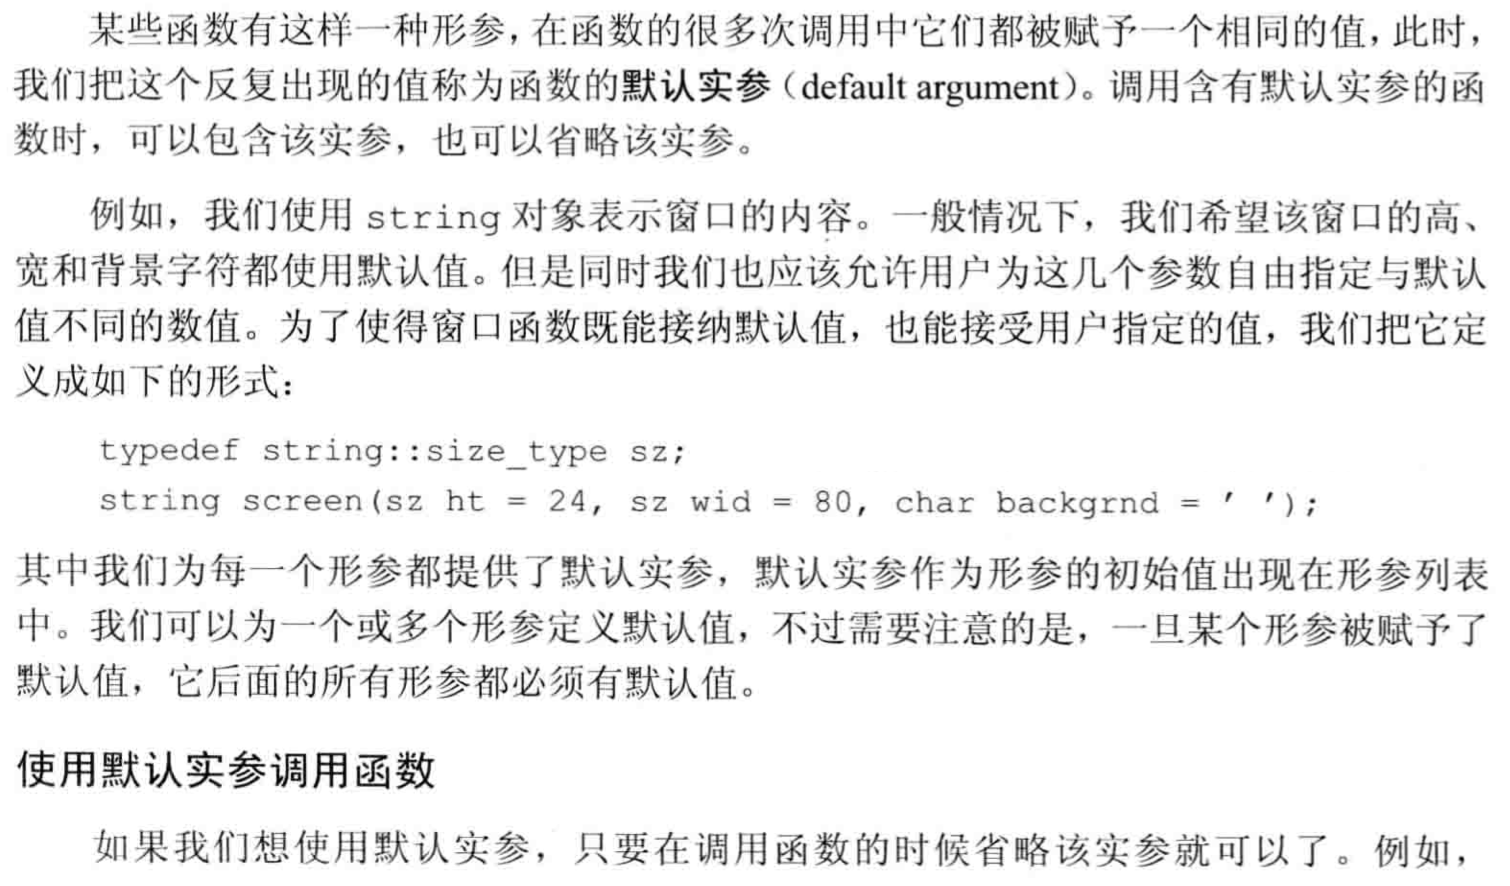 某些函数有这样一种形参，在函数的很多次调用中它们都被赋予一个相同的值，此时，
我们把这个反复出现的值称为函数的默认实参（default argument）。调用含有默认实参的函
数时，可以包含该实参，也可以省略该实参。
例如，我们使用 string 对象表示窗口的内容。一般情况下，我们希望该窗口的高、
宽和背景字符都使用默认值。但是同时我们也应该允许用户为这几个参数自由指定与默认
值不同的数值。为了使得窗口函数既能接纳默认值，也能接受用户指定的值，我们把它定
义成如下的形式：
typedef string::size_type sz;
string screen(sz ht = 24, sz wid = 80, char backgrnd = ' ');
其中我们为每一个形参都提供了默认实参，默认实参作为形参的初始值出现在形参列表
中。我们可以为一个或多个形参定义默认值，不过需要注意的是，一旦某个形参被赋予了
默认值，它后面的所有形参都必须有默认值。
使用默认实参调用函数
如果我们想使用默认实参，只要在调用函数的时候省略该实参就可以了。例如，